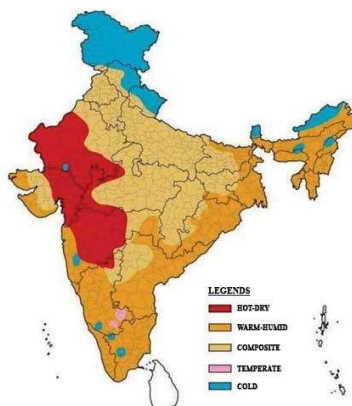 LEGENDS
HOT-DRY
WARM-HUMID
COMPOSITE
TEMPERATE
COLD